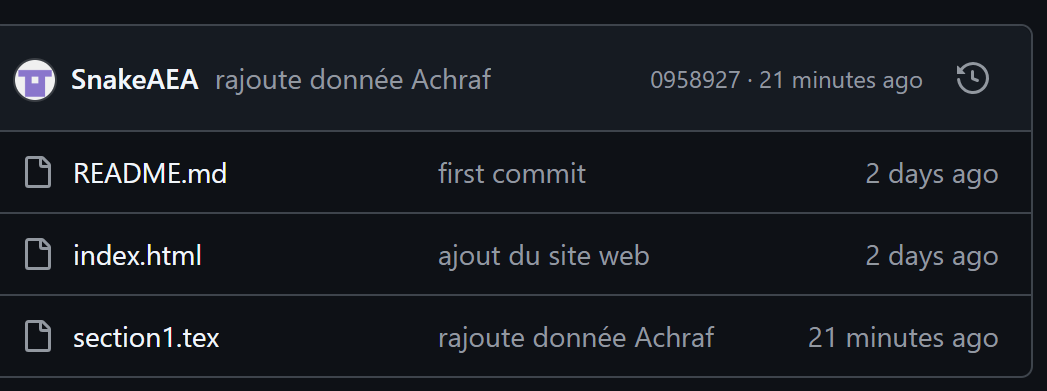 SnakeAEA rajoute donnée Achraf 0958927 · 21 minutes ago
README.md first commit 2 days ago
index.html ajout du site web 2 days ago
section1.tex rajoute donnée Achraf 21 minutes ago